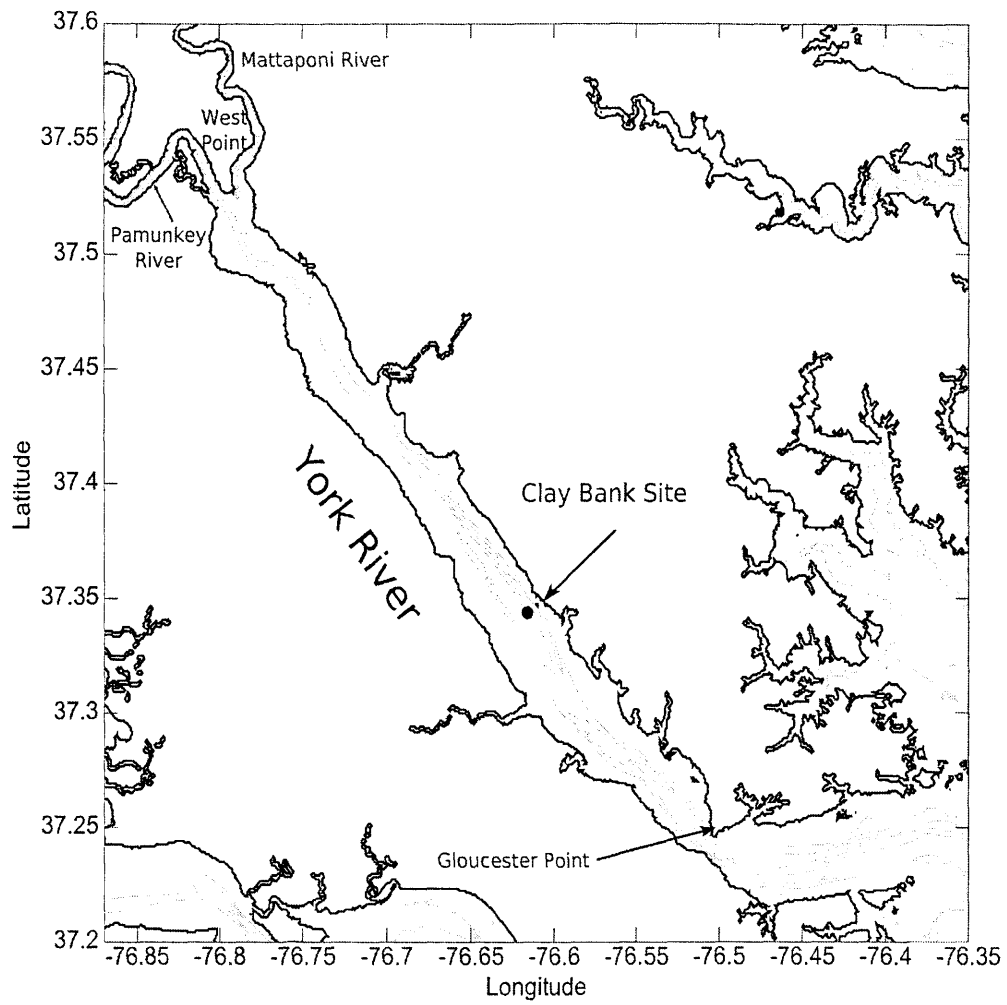 37.6
Mattaponi River
West
Point
37.55
Pamunkey
River
37.5
37.45
37.4
Latitude
York River
Clay Bank Site
37.35
37.3
37.25
Gloucester Point
37.2
-76.85 -76.8 -76.75 -76.7 -76.65 -76.6 -76.55 -76.5 -76.45 -76.4 -76.35
Longitude